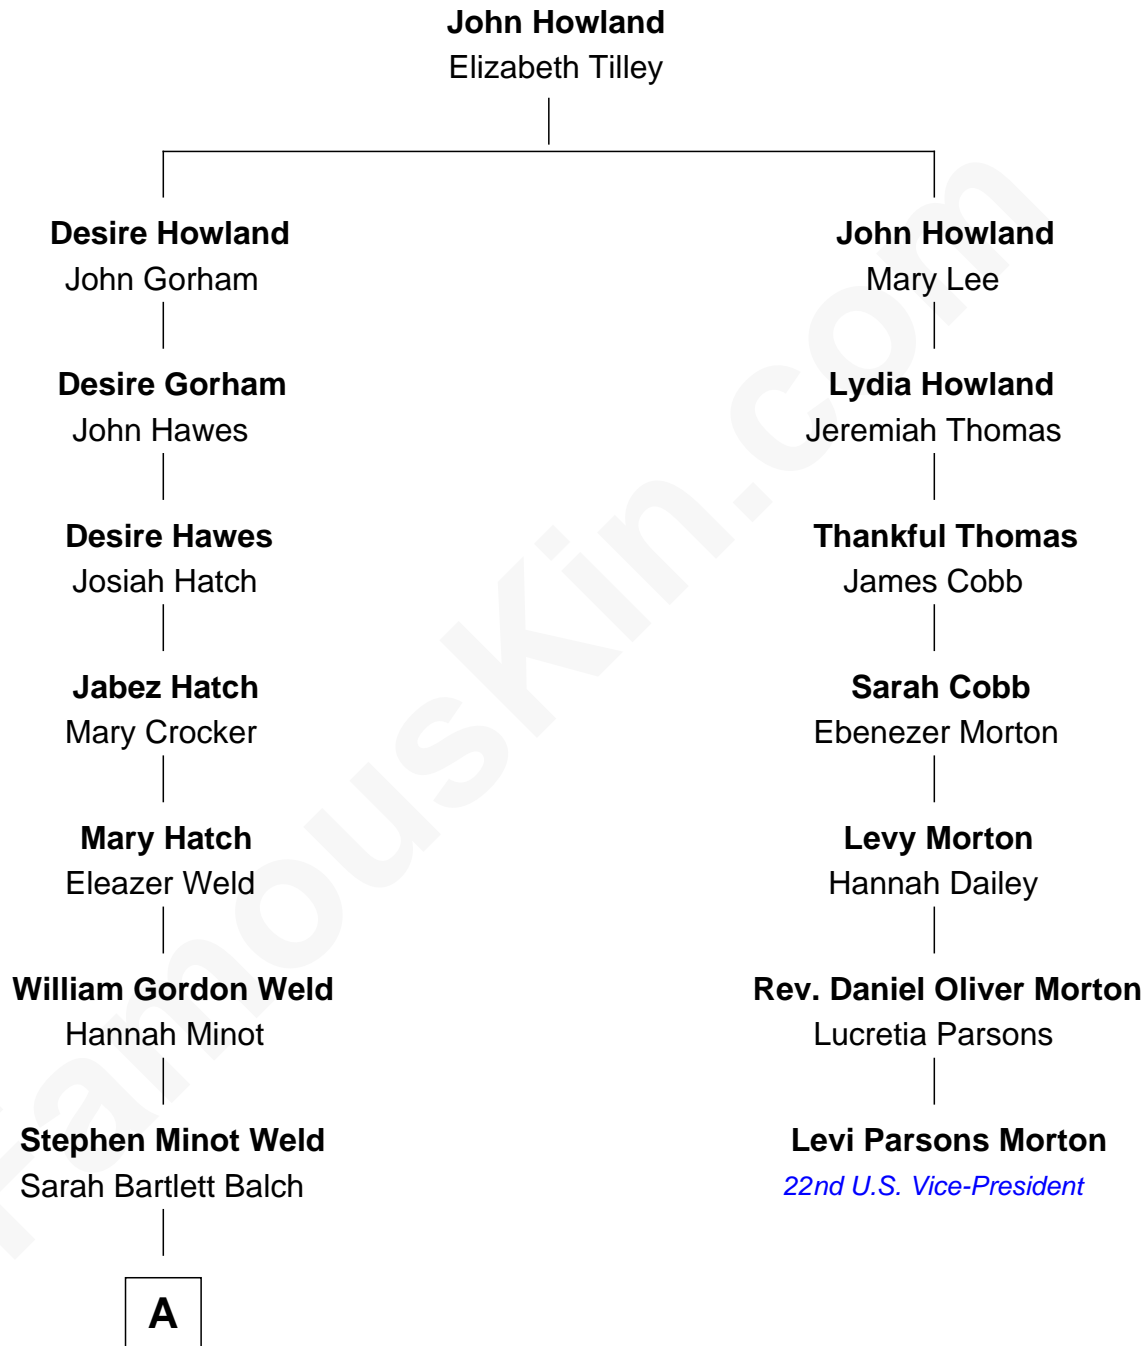 John Howland
Elizabeth Tilley
Desire Howland
John Gorham
John Howland
Mary Lee
Desire Gorham
John Hawes
Lydia Howland
Jeremiah Thomas
Desire Hawes
Josiah Hatch
Thankful Thomas
James Cobb
Jabez Hatch
Mary Crocker
Sarah Cobb
Ebenezer Morton
Mary Hatch
Eleazer Weld
Levy Morton
Hannah Dailey
William Gordon Weld
Hannah Minot
Rev. Daniel Oliver Morton
Lucretia Parsons
Stephen Minot Weld
Sarah Bartlett Balch
Levi Parsons Morton
22nd U.S. Vice-President
A
FamousKin.com